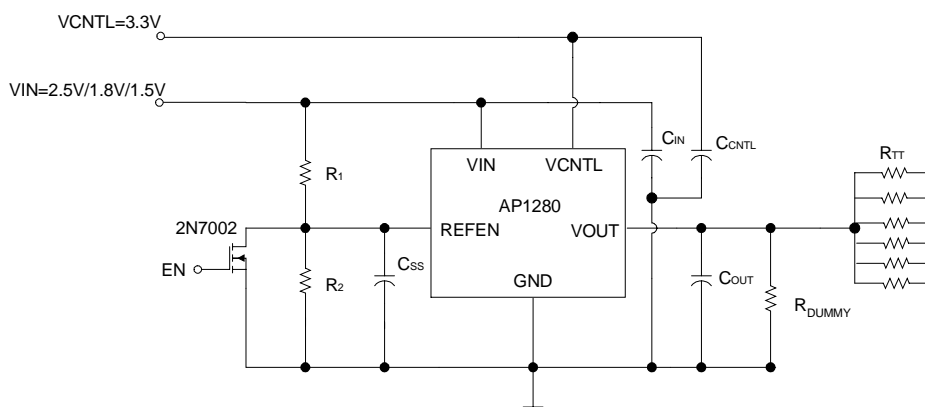 VCNTL=3.3V
VIN=2.5V/1.8V/1.5V
CIN
CCNTL
RTT
VIN
VCNTL
R1
AP1280
2N7002
REFEN
VOUT
EN
R2
CSS
GND
COUT
RDUMMY